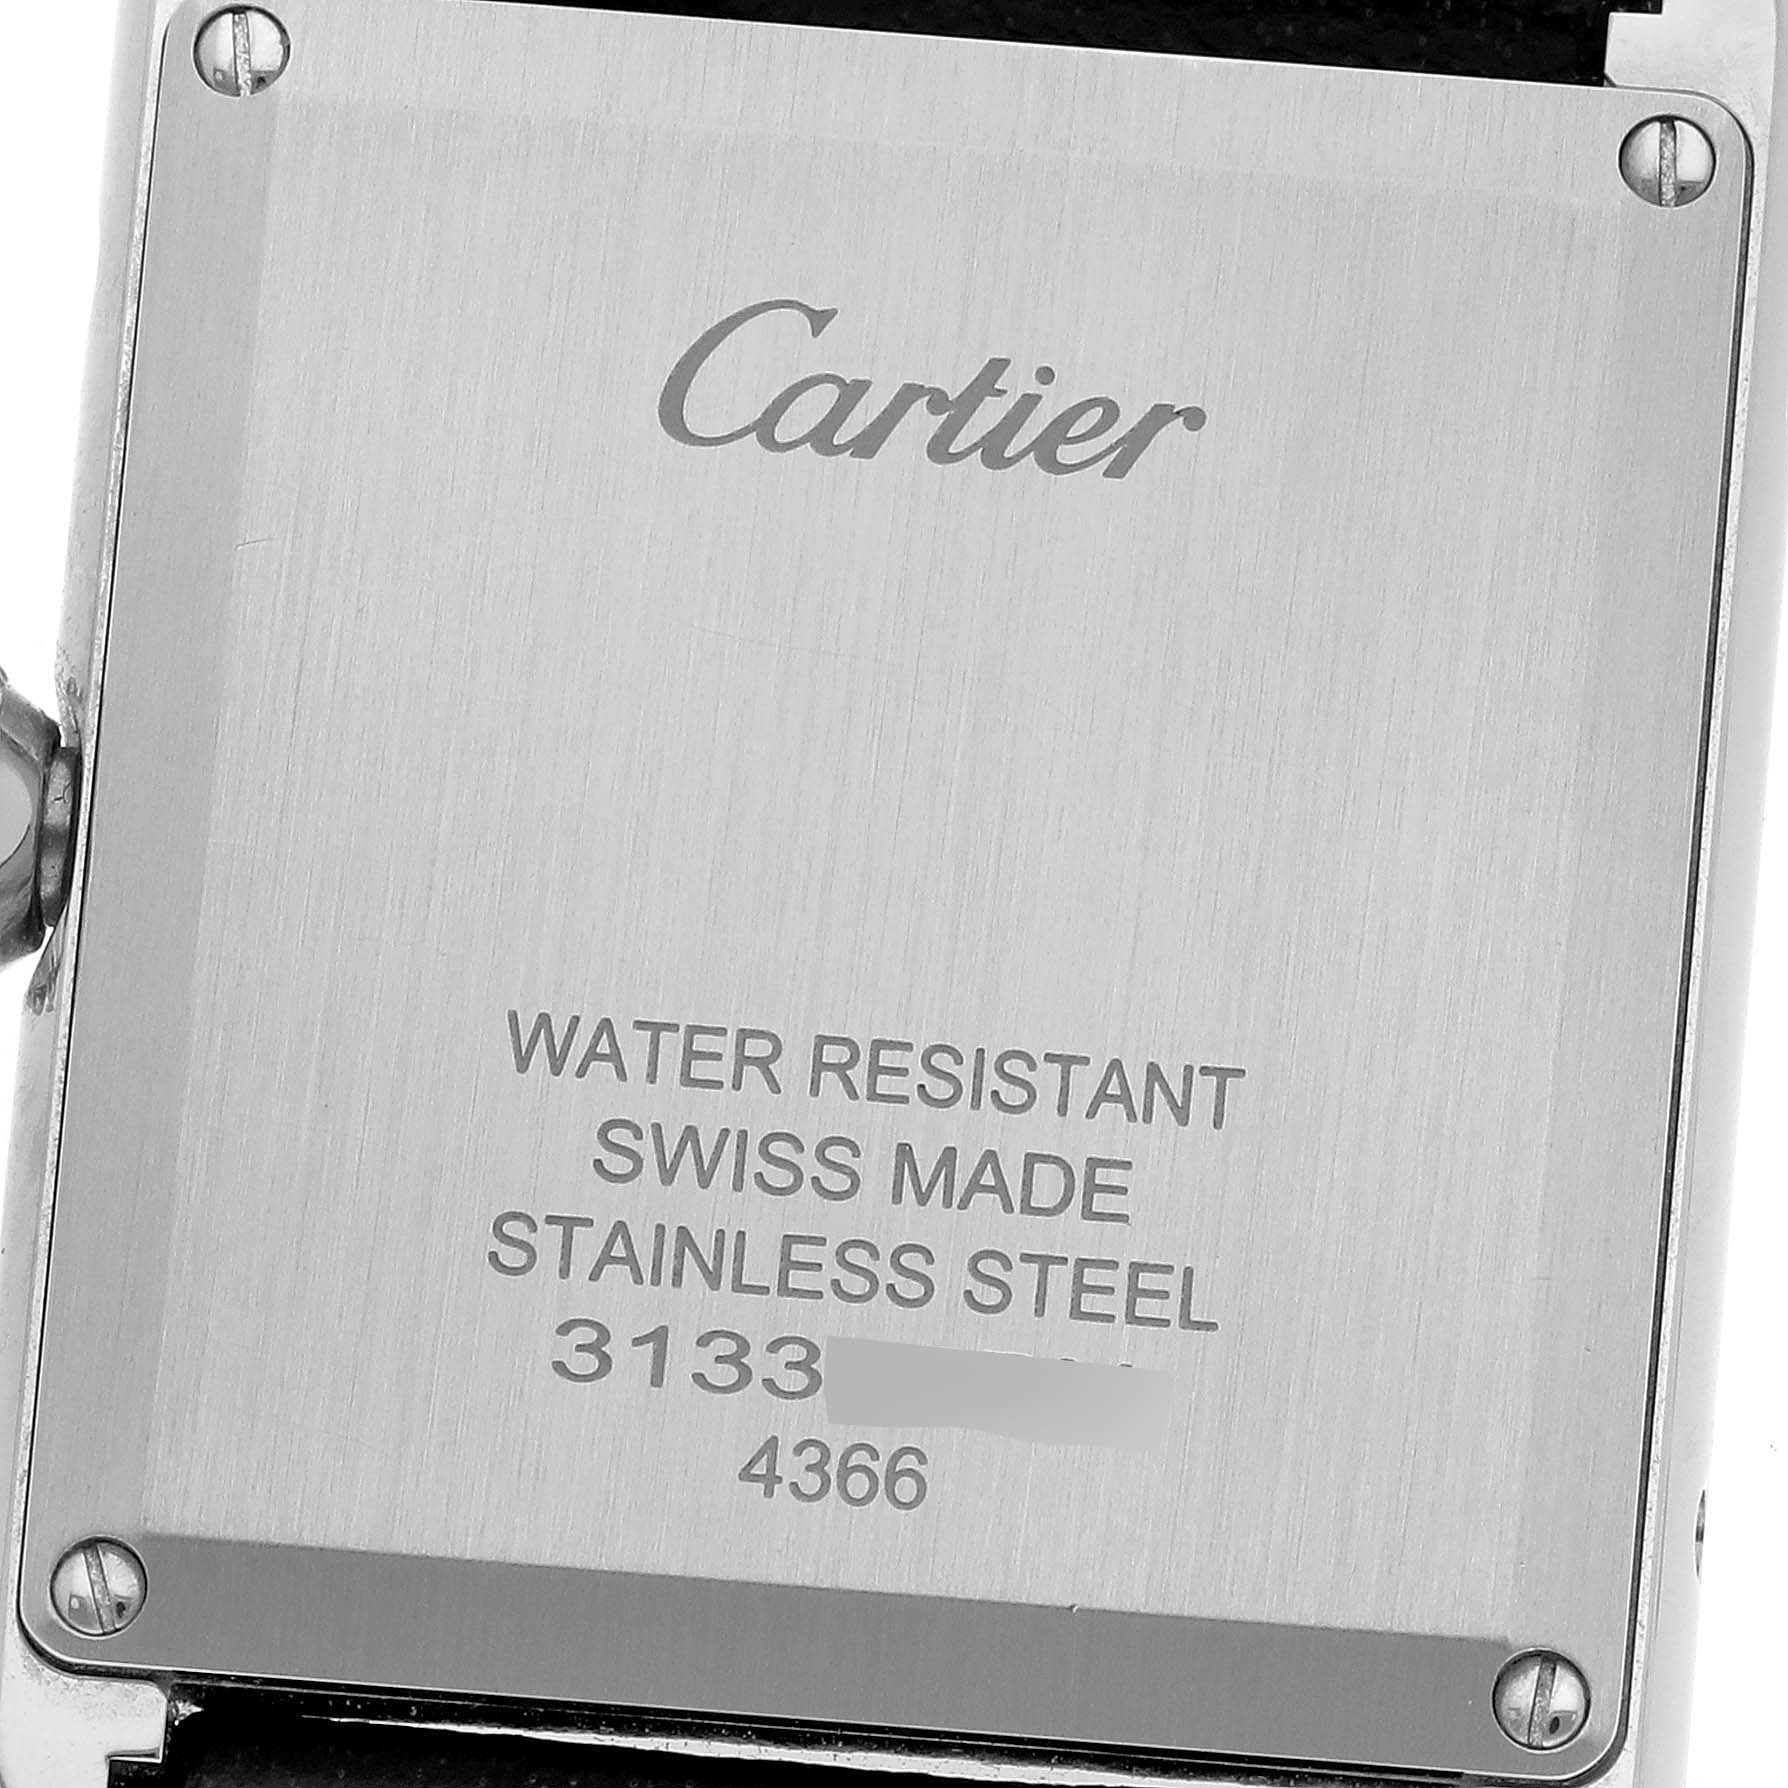 Cartier
WATER RESISTANT
SWISS MADE
STAINLESS STEEL
3133
4366